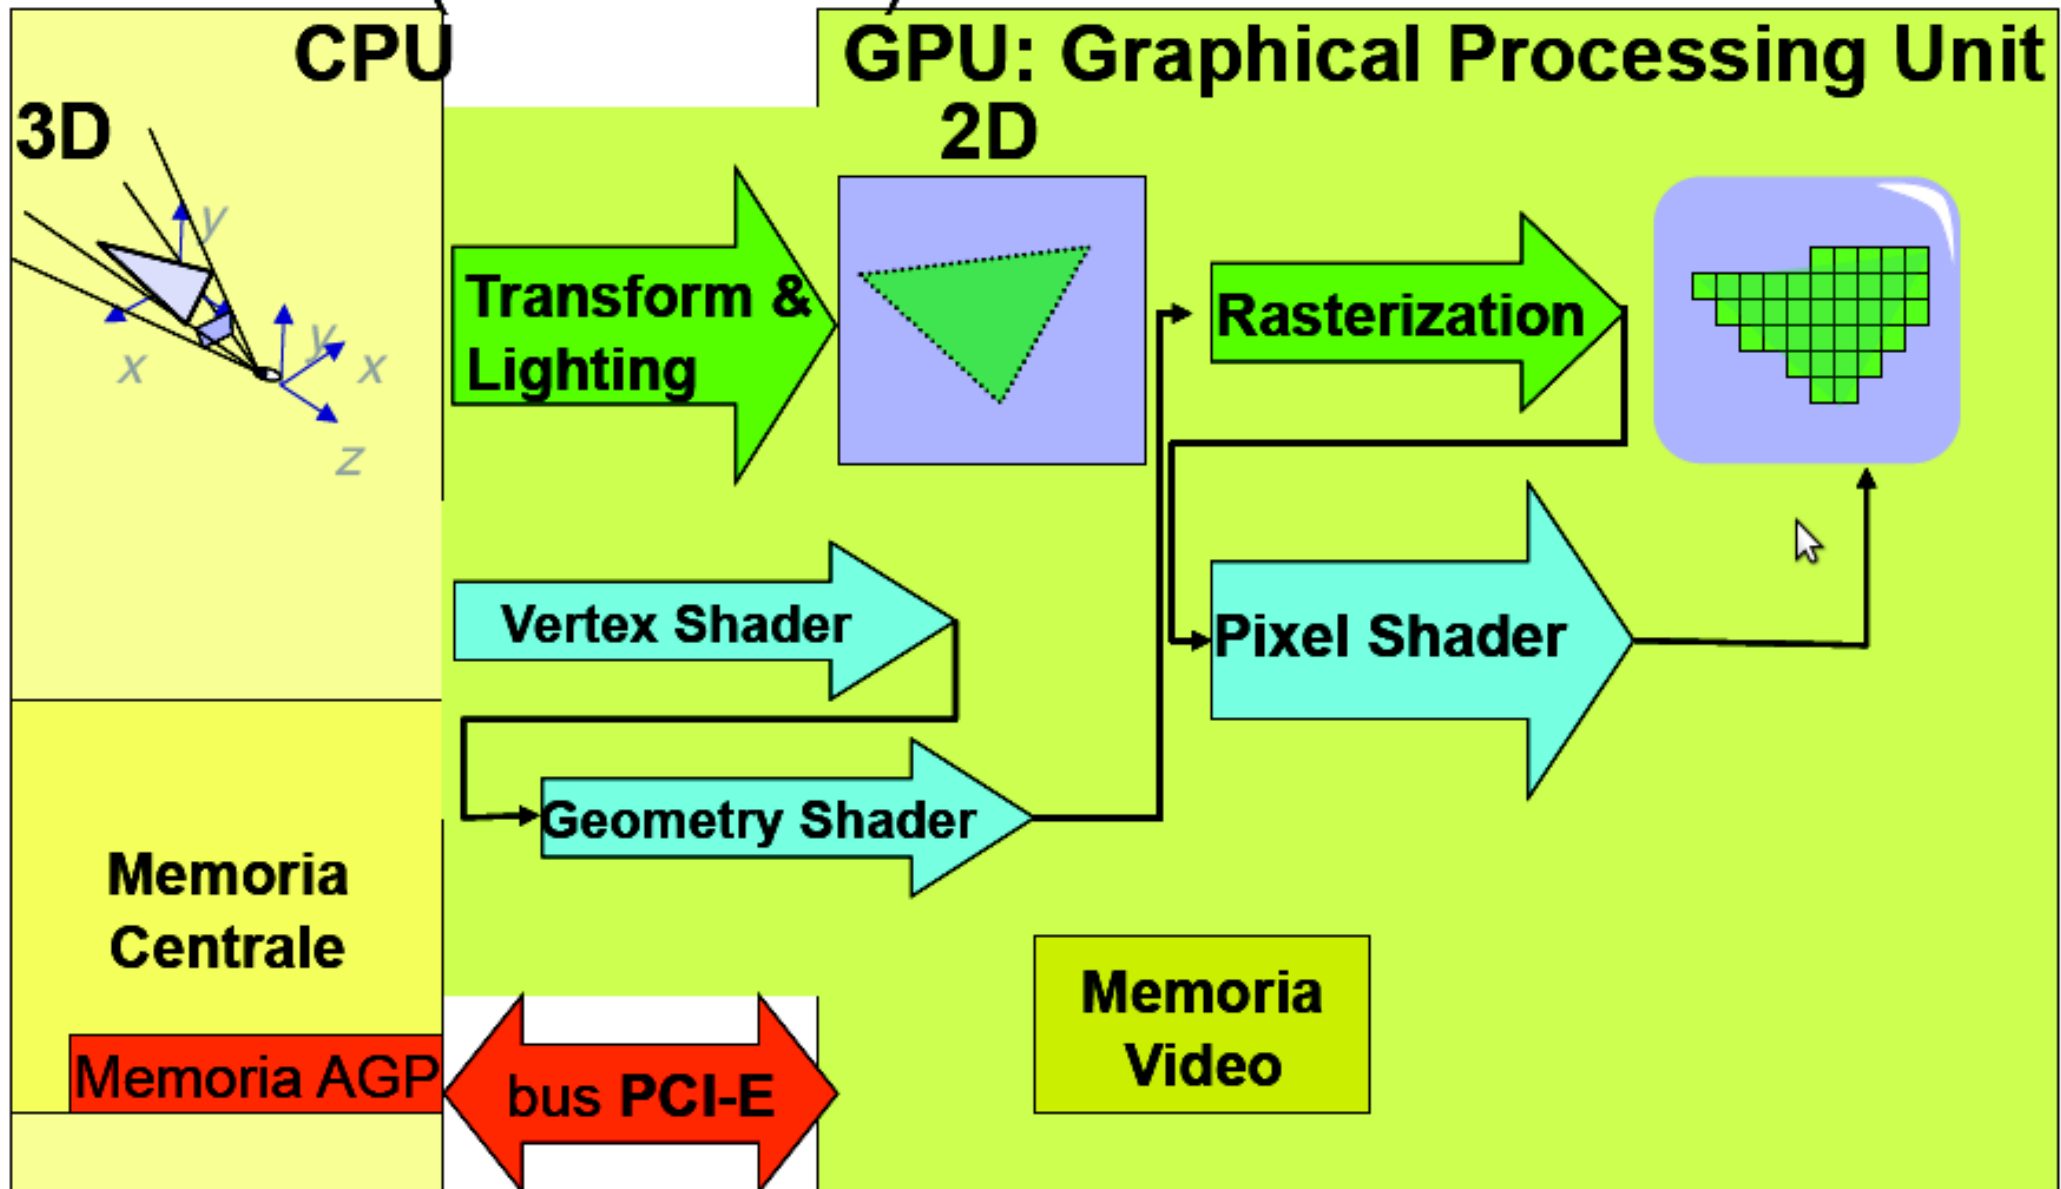 CPU
GPU: Graphical Processing Unit
3D
2D
y
x
y
x
z
Transform &
Lighting
Rasterization
Vertex Shader
Pixel Shader
Geometry Shader
Memoria
Centrale
Memoria AGP
bus PCI-E
Memoria
Video